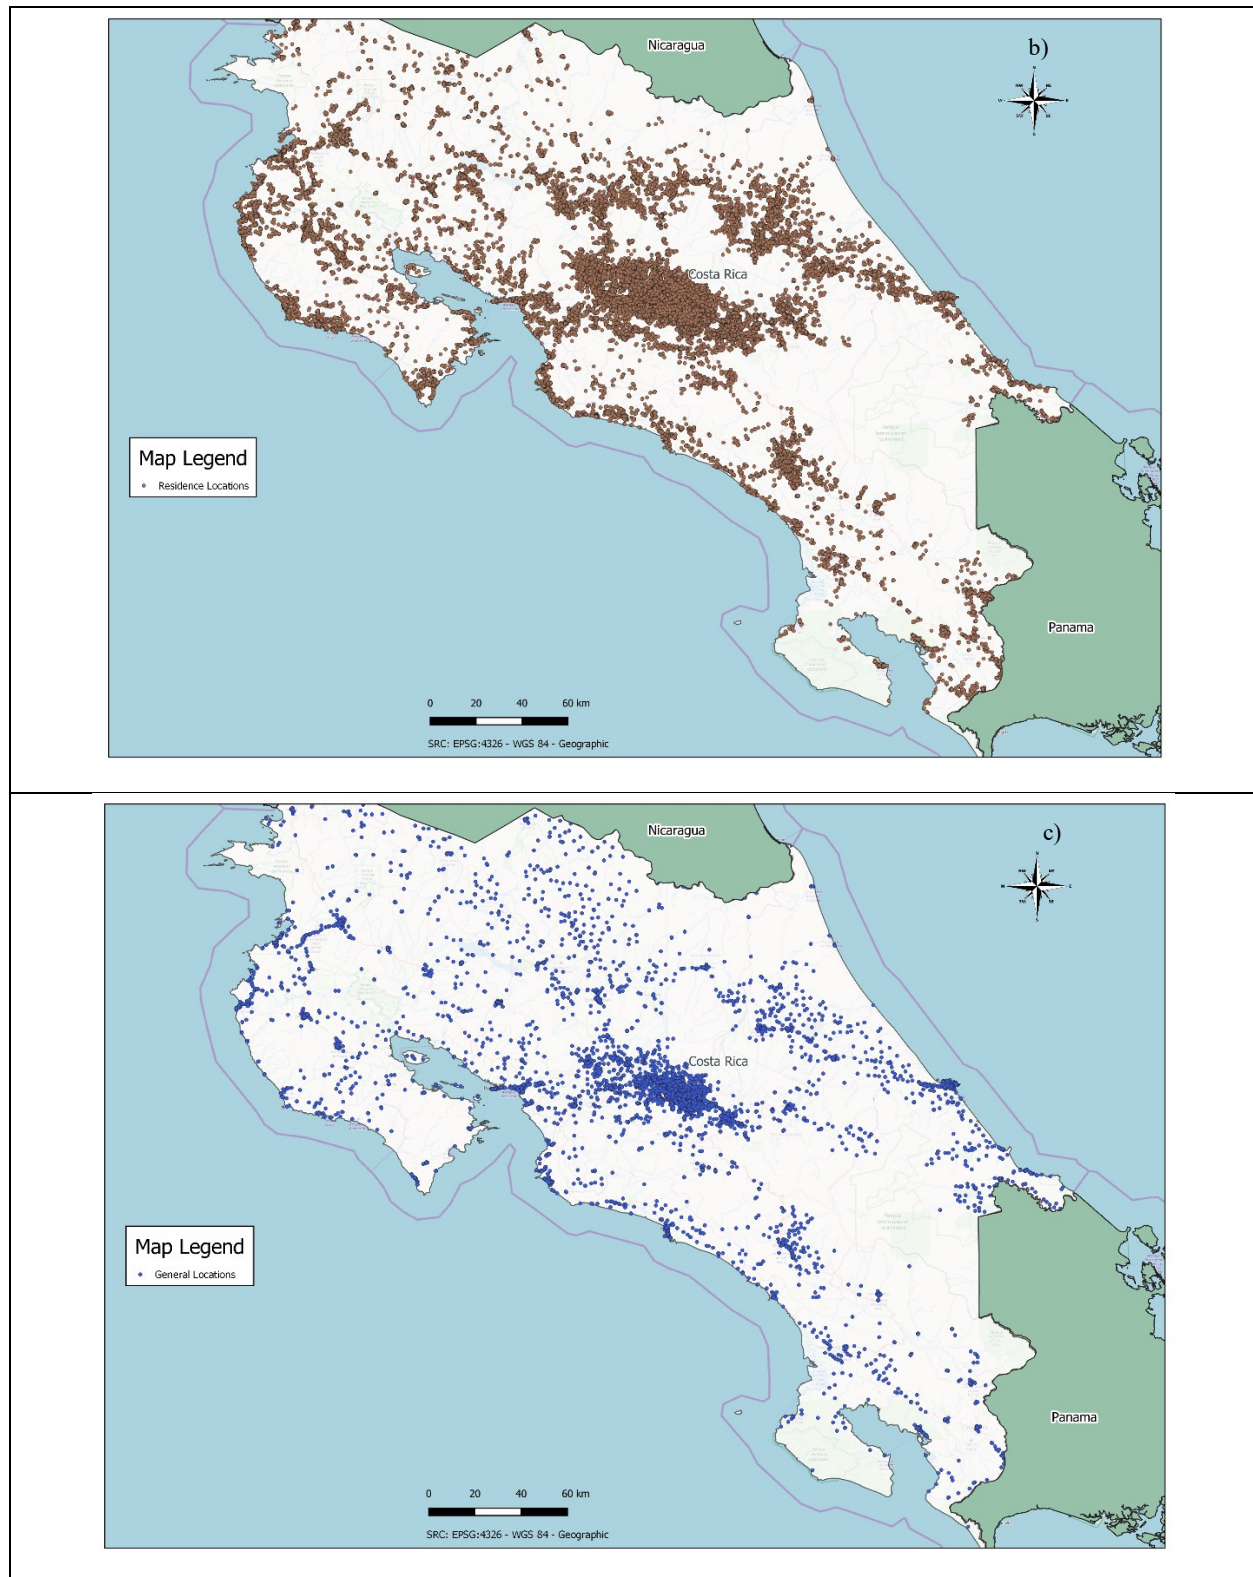 Nicaragua
b)
N
S
Costa Rica
Map Legend
Residence Locations
Panama
0 20 40 60 km
SRC: EPSG:4326 - WGS 84 - Geographic
Nicaragua
c)
N
S
Costa Rica
Map Legend
General Locations
Panama
0 20 40 60 km
SRC: EPSG:4326 - WGS 84 - Geographic